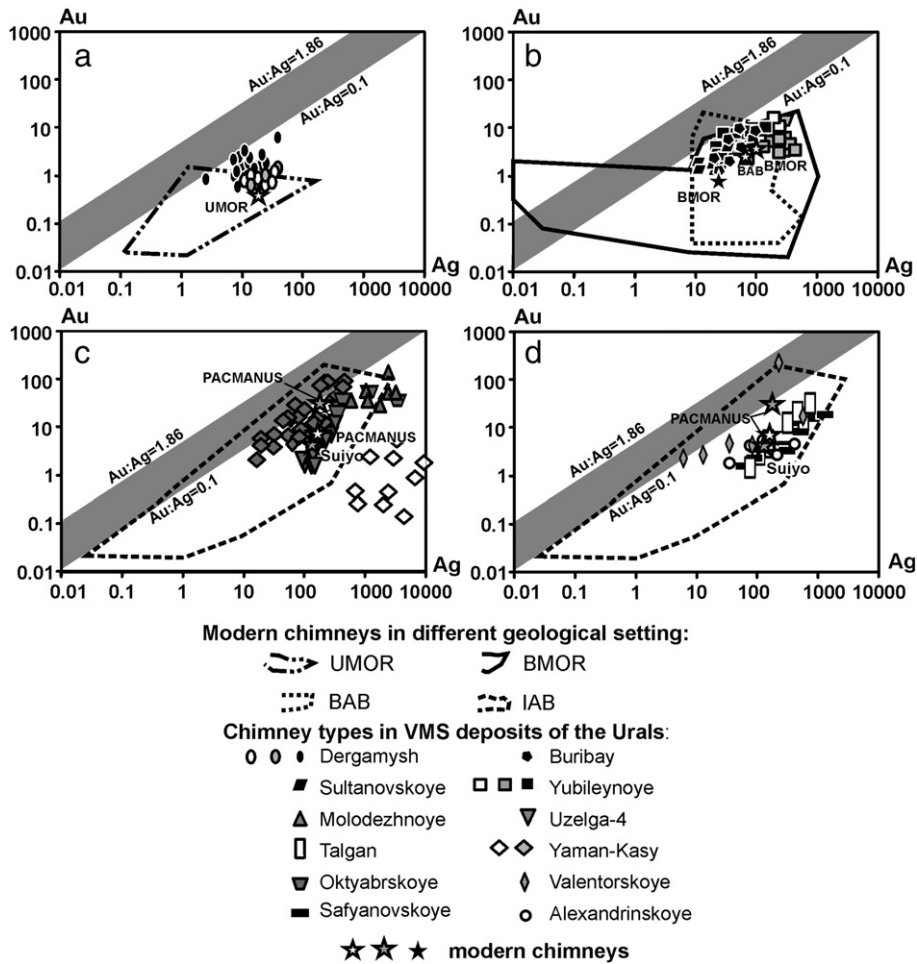 Au
1000
100
10
1
0.1
0.01
a
Au:Ag=1.86
Au:Ag=0.1
UMOR
0.01 0.1 1 10 100 1000 10000
Ag
Au
1000
100
10
1
0.1
0.01
b
Au:Ag=1.86
Au:Ag=0.1
BAB
BMOR
BMOR
0.01 0.1 1 10 100 1000 10000
Ag
Au
1000
100
10
1
0.1
0.01
c
PACMANUS
PACMANUS
Suiyo
Au:Ag=1.86
Au:Ag=0.1
0.01 0.1 1 10 100 1000 10000
Ag
Au
1000
100
10
1
0.1
0.01
d
PACMANUS
Suiyo
Au:Ag=1.86
Au:Ag=0.1
0.01 0.1 1 10 100 1000 10000
Ag
Modern chimneys in different geological setting:
UMOR BMOR
BAB IAB
Chimney types in VMS deposits of the Urals:
Dergamysh Buribay
Sultanovskoye Yubileynoye
Molodezhnoye Uzelga-4
Talgan Yaman-Kasy
Oktyabrskoye Valentorskoye
Safyanovskoye Alexandrinskoye
modern chimneys